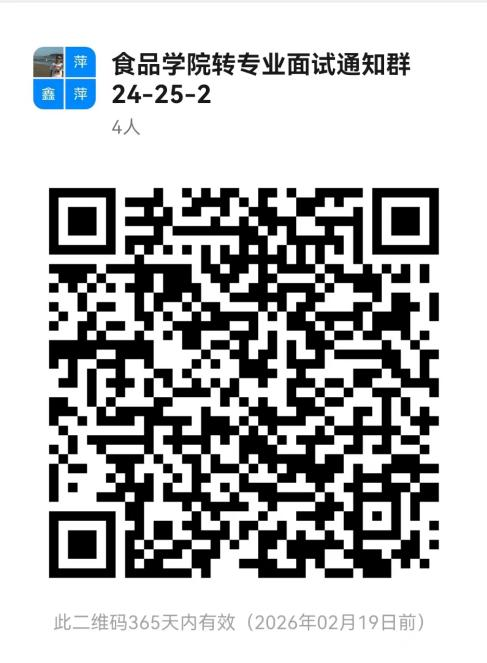 萍
鑫 萍
食品学院转专业面试通知群
24-25-2
4人
此二维码365天内有效（2026年02月19日前）